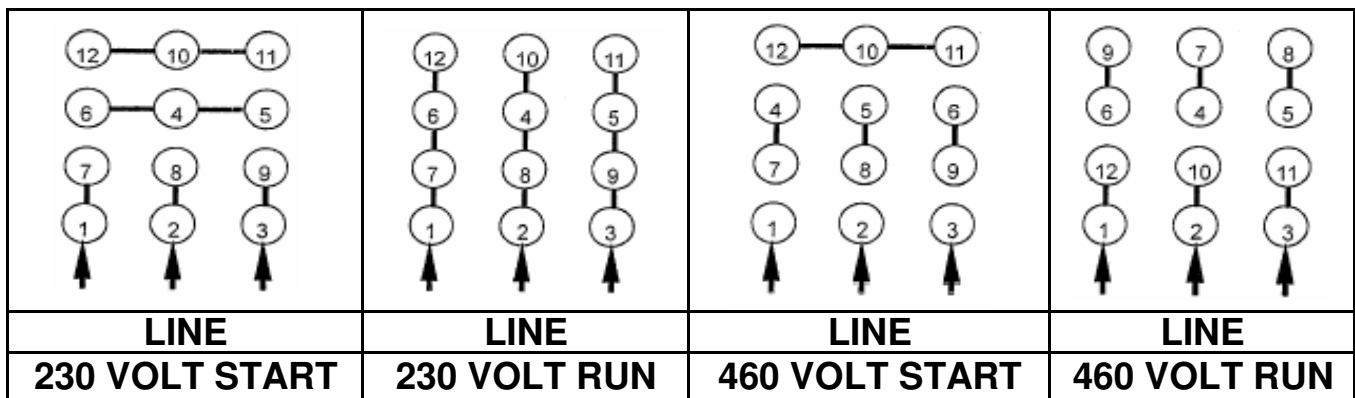 12 10 11 12 10 11 12 10 11 9 7 8
6 4 5 6 4 5 4 5 6 6 4 5
7 8 9 7 8 9 7 8 9 12 10 11
1 2 3 1 2 3 1 2 3 1 2 3
LINE LINE LINE LINE
230 VOLT START 230 VOLT RUN 460 VOLT START 460 VOLT RUN